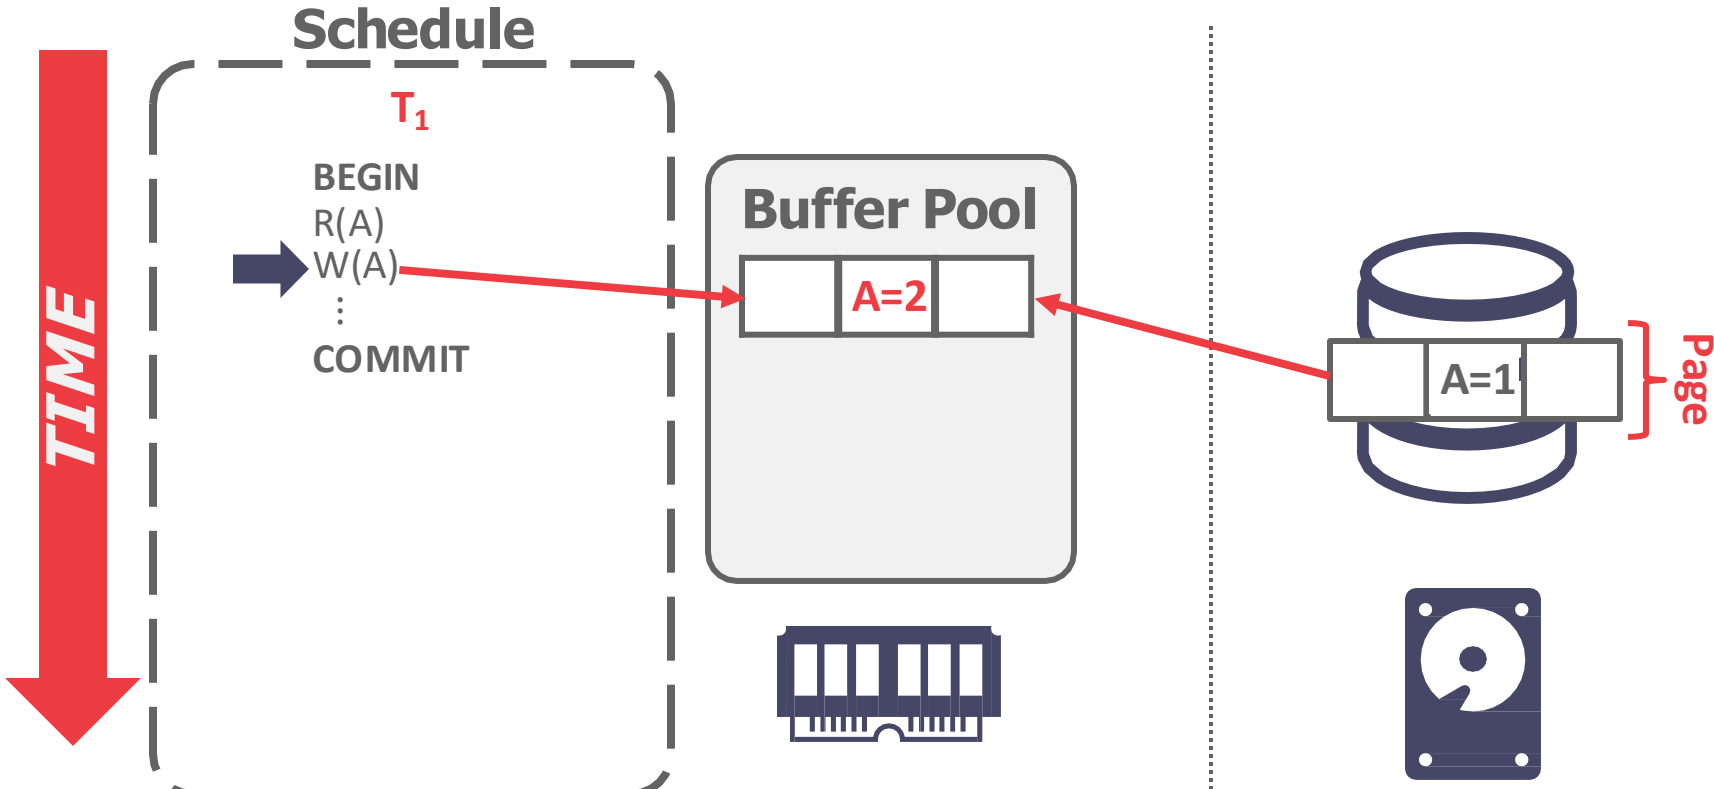 Schedule
TIME
T₁
BEGIN
R(A)
W(A)
⋮
COMMIT
Buffer Pool
A=2
A=1
Page